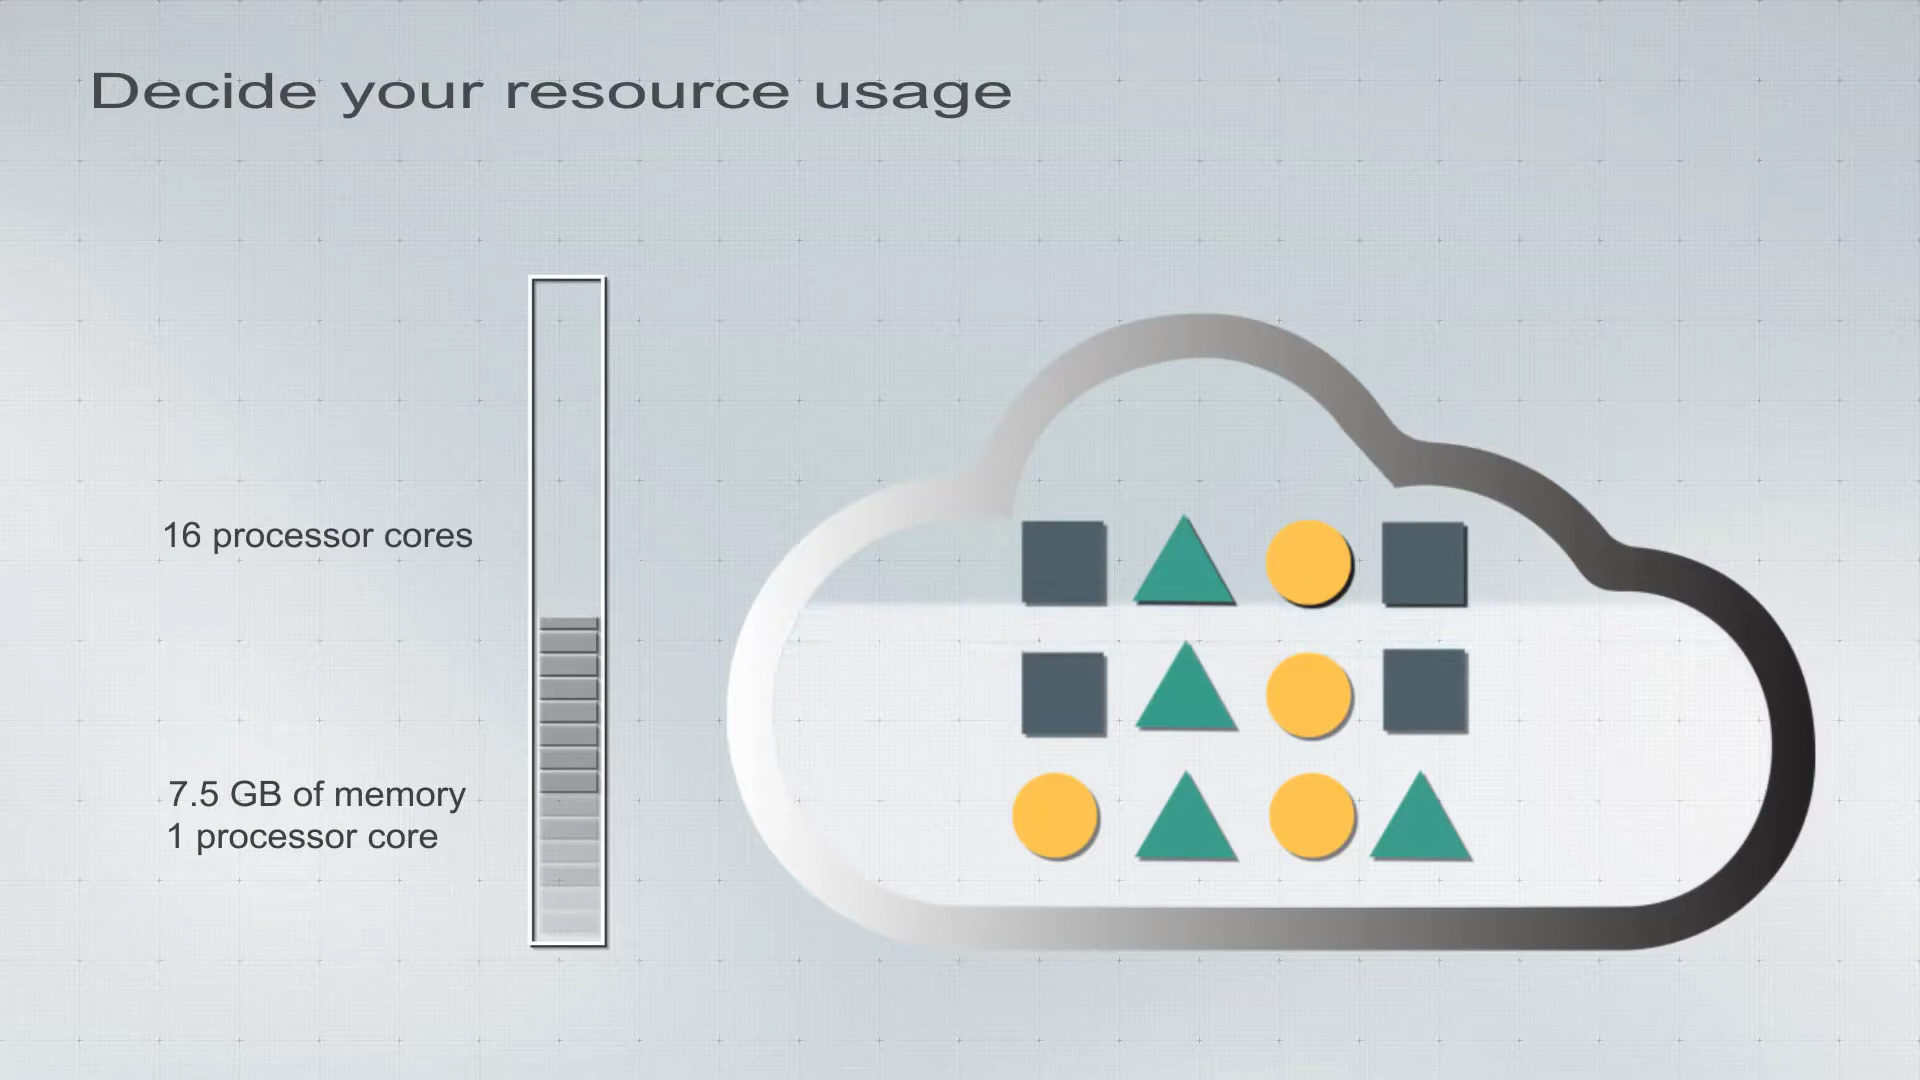 Decide your resource usage
16 processor cores
7.5 GB of memory
1 processor core